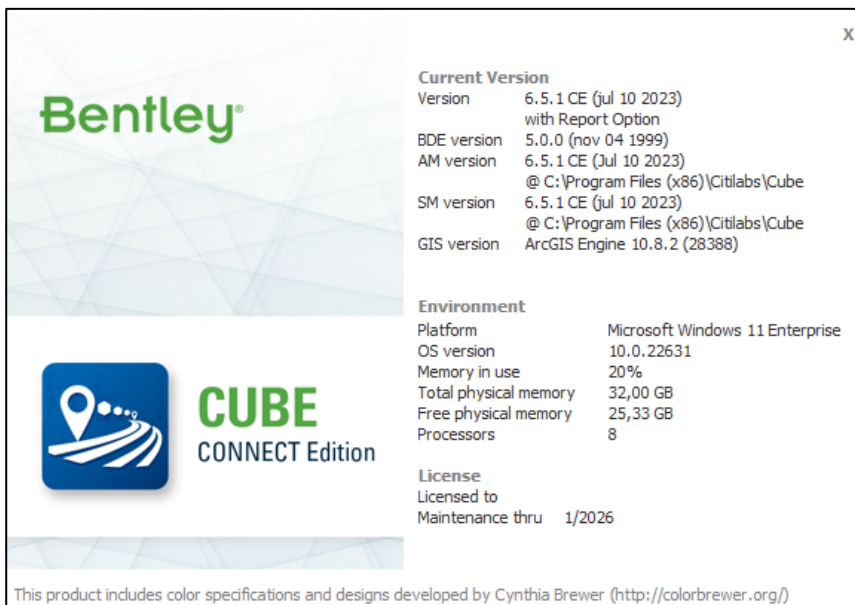 X
Bentley®
Current Version
Version 6.5.1 CE (jul 10 2023)
with Report Option
BDE version 5.0.0 (nov 04 1999)
AM version 6.5.1 CE (Jul 10 2023)
@ C:\Program Files (x86)\Citilabs\Cube
SM version 6.5.1 CE (jul 10 2023)
@ C:\Program Files (x86)\Citilabs\Cube
GIS version ArcGIS Engine 10.8.2 (28388)
Environment
Platform Microsoft Windows 11 Enterprise
OS version 10.0.22631
Memory in use 20%
Total physical memory 32,00 GB
Free physical memory 25,33 GB
Processors 8
CUBE
CONNECT Edition
License
Licensed to
Maintenance thru 1/2026
This product includes color specifications and designs developed by Cynthia Brewer (http://colorbrewer.org/)